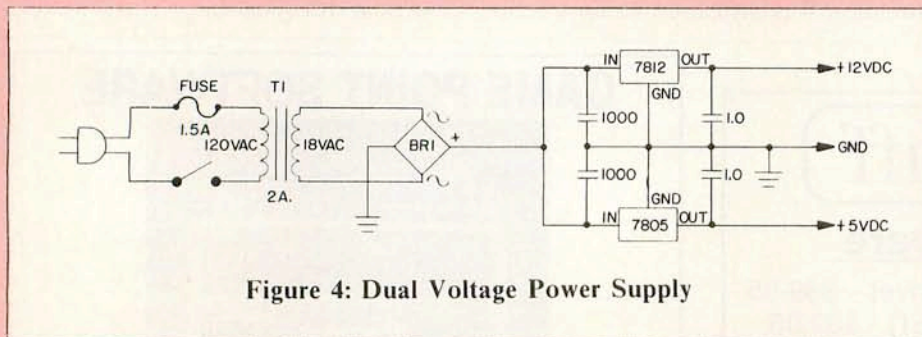 FUSE
1.5A
T1
120VAC
18VAC
2A.
BR1
+
IN
7812
OUT
GND
+12VDC
1000
1.0
GND
1000
1.0
GND
IN
7805
OUT
+5VDC
Figure 4: Dual Voltage Power Supply